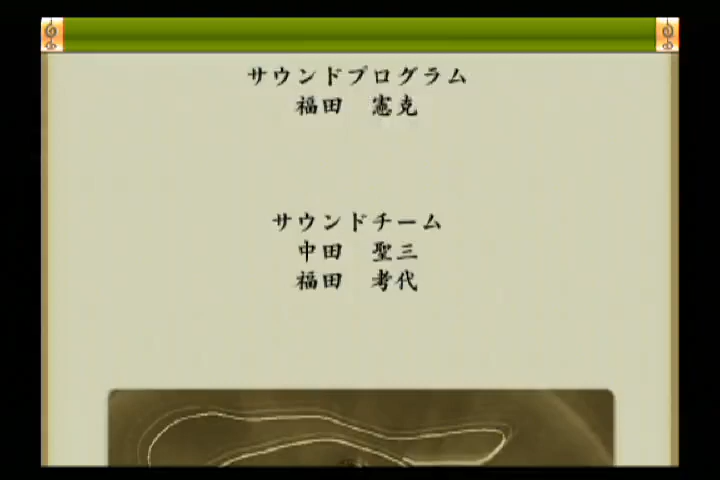 サウンドプログラム
福田　憲克
サウンドチーム
中田　聖三
福田　考代